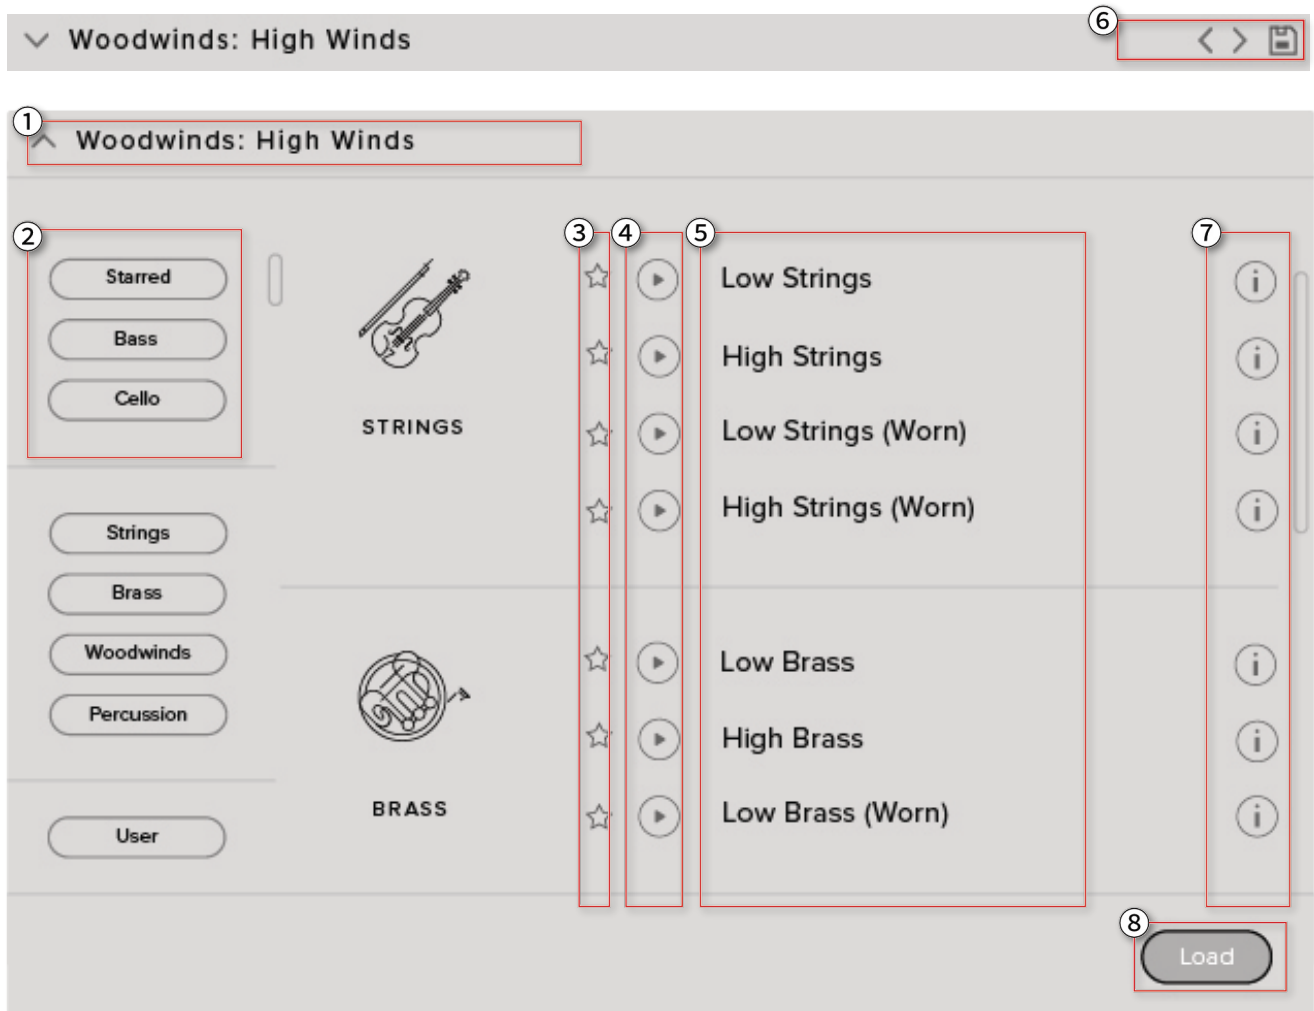 6
Woodwinds: High Winds
1
Woodwinds: High Winds
2
Starred
Bass
Cello
Strings
Brass
Woodwinds
Percussion
User
STRINGS
BRASS
3
4
5
Low Strings
High Strings
Low Strings (Worn)
High Strings (Worn)
Low Brass
High Brass
Low Brass (Worn)
7
i
i
i
i
i
i
i
8
Load